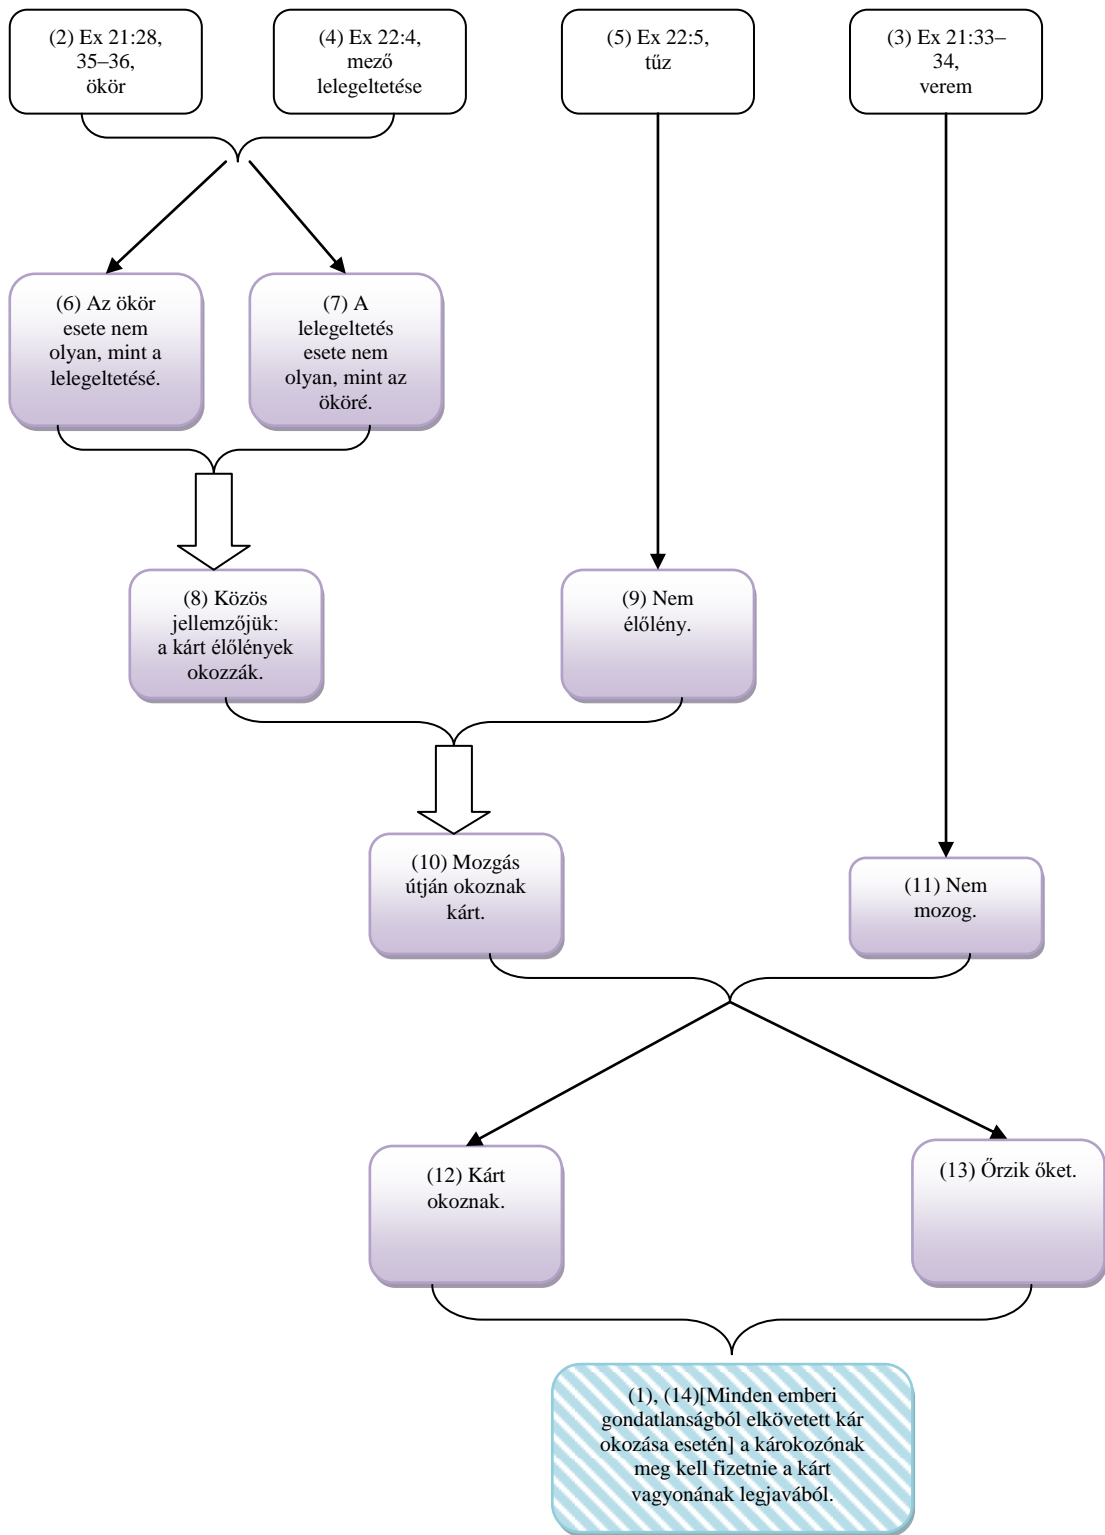 (2) Ex 21:28,
35–36,
ökör
(4) Ex 22:4,
mező
lelegeltetése
(5) Ex 22:5,
tűz
(3) Ex 21:33–
34,
verem
(6) Az ökör
esete nem
olyan, mint a
lelegeltetésé.
(7) A
lelegeltetés
esete nem
olyan, mint az
ököré.
(8) Közös
jellemzőjük:
a kárt élőlények
okozzák.
(9) Nem
élőlény.
(10) Mozgás
útján okoznak
kárt.
(11) Nem
mozog.
(12) Kárt
okoznak.
(13) Őrzik őket.
(1), (14)[Minden emberi
gondatlanságból elkövetett kár
okozása esetén] a károkozónak
meg kell fizetnie a kárt
vagyonának legjavából.